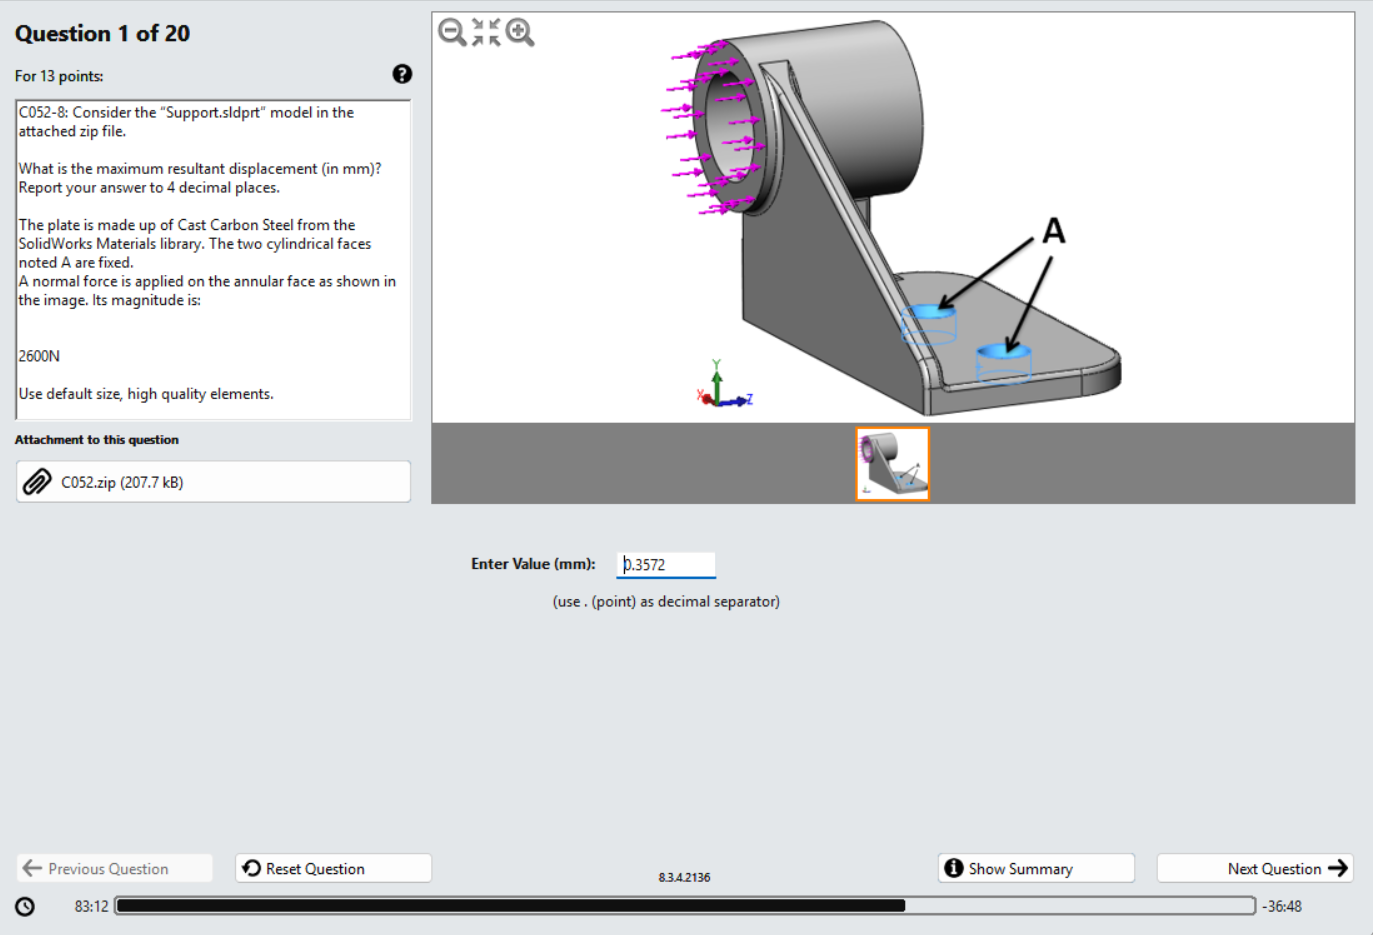 Question 1 of 20
For 13 points:
?
C052-8: Consider the "Support.sldprt" model in the
attached zip file.
What is the maximum resultant displacement (in mm)?
Report your answer to 4 decimal places.
The plate is made up of Cast Carbon Steel from the
SolidWorks Materials library. The two cylindrical faces
noted A are fixed.
A normal force is applied on the annular face as shown in
the image. Its magnitude is:
2600N
Use default size, high quality elements.
Attachment to this question
C052.zip (207.7 kB)
A
Y
X
Z
Enter Value (mm): 0.3572
(use . (point) as decimal separator)
Previous Question
Reset Question
8.3.4.2136
Show Summary
Next Question
83:12
-36:48